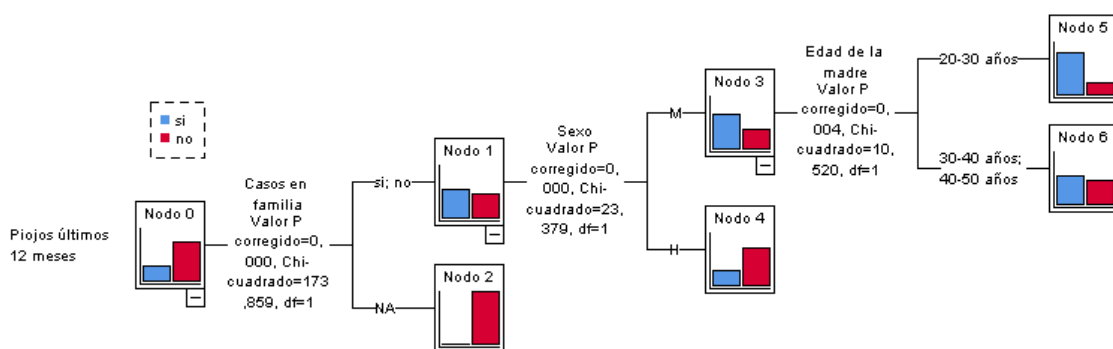 Piojos últimos
12 meses
si
no
Nodo 0
Casos en
familia
Valor P
corregido=0,
000, Chi-
cuadrado=173
,859, df=1
si; no
NA
Nodo 1
Nodo 2
Sexo
Valor P
corregido=0,
000, Chi-
cuadrado=23,
379, df=1
M
H
Nodo 3
Nodo 4
Edad de la
madre
Valor P
corregido=0,
004, Chi-
cuadrado=10,
520, df=1
20-30 años
30-40 años;
40-50 años
Nodo 5
Nodo 6